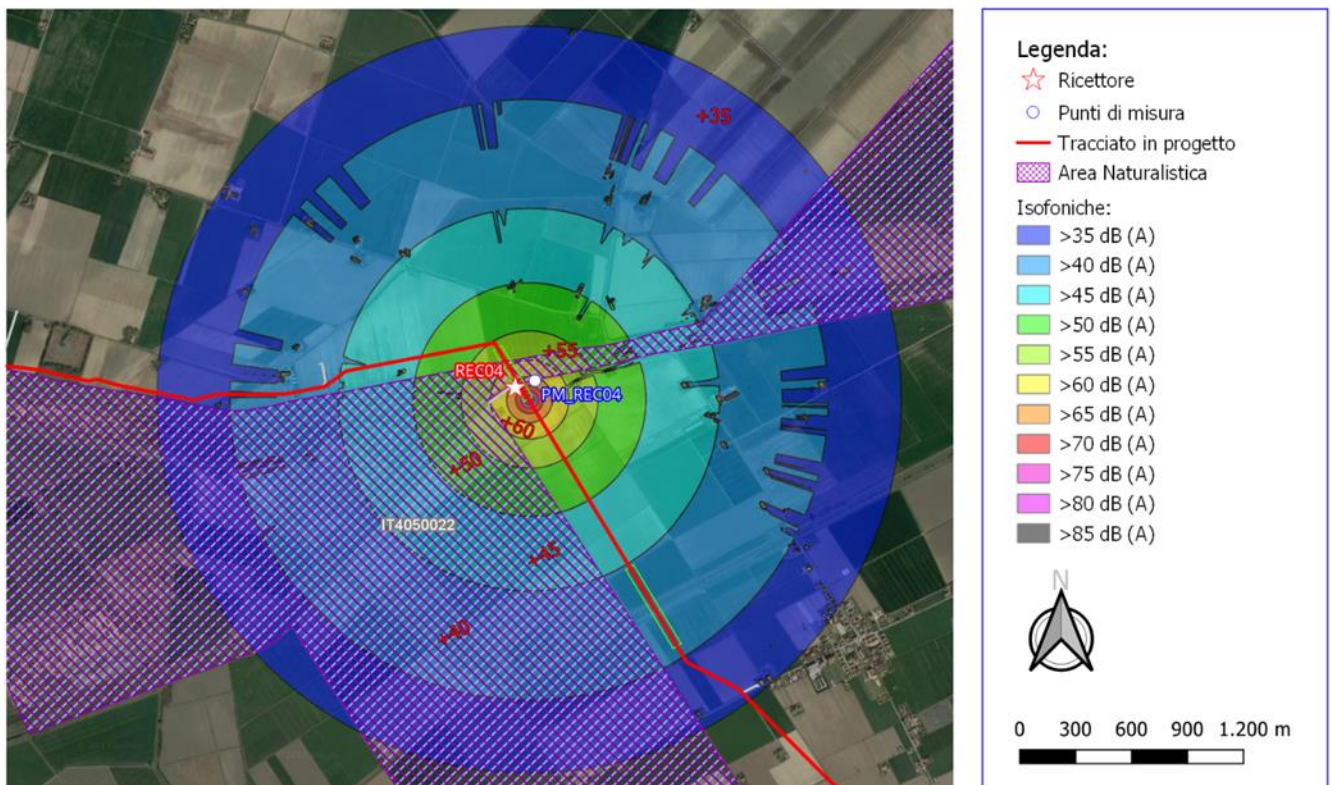 +35
+55
REC04
PM_REC04
+60
+50
IT4050022
+45
+40
Legenda:
Ricettore
Punti di misura
Tracciato in progetto
Area Naturalistica
Isofoniche:
>35 dB (A)
>40 dB (A)
>45 dB (A)
>50 dB (A)
>55 dB (A)
>60 dB (A)
>65 dB (A)
>70 dB (A)
>75 dB (A)
>80 dB (A)
>85 dB (A)
N
0 300 600 900 1.200 m